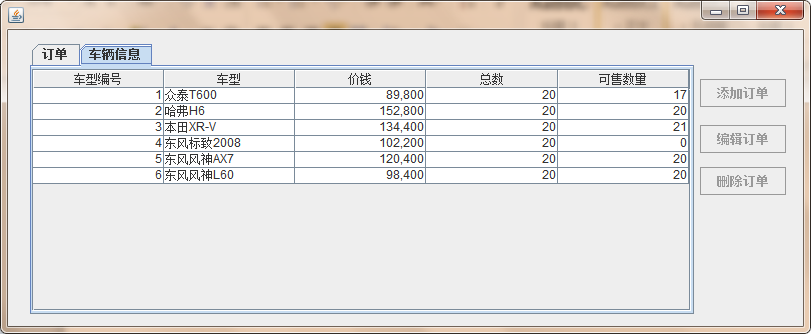 订单 车辆信息
车型编号 车型 价钱 总数 可售数量
1 众泰T600 89,800 20 17
2 哈弗H6 152,800 20 20
3 本田XR-V 134,400 20 21
4 东风标致2008 102,200 20 0
5 东风风神AX7 120,400 20 20
6 东风风神L60 98,400 20 20
添加订单
编辑订单
删除订单